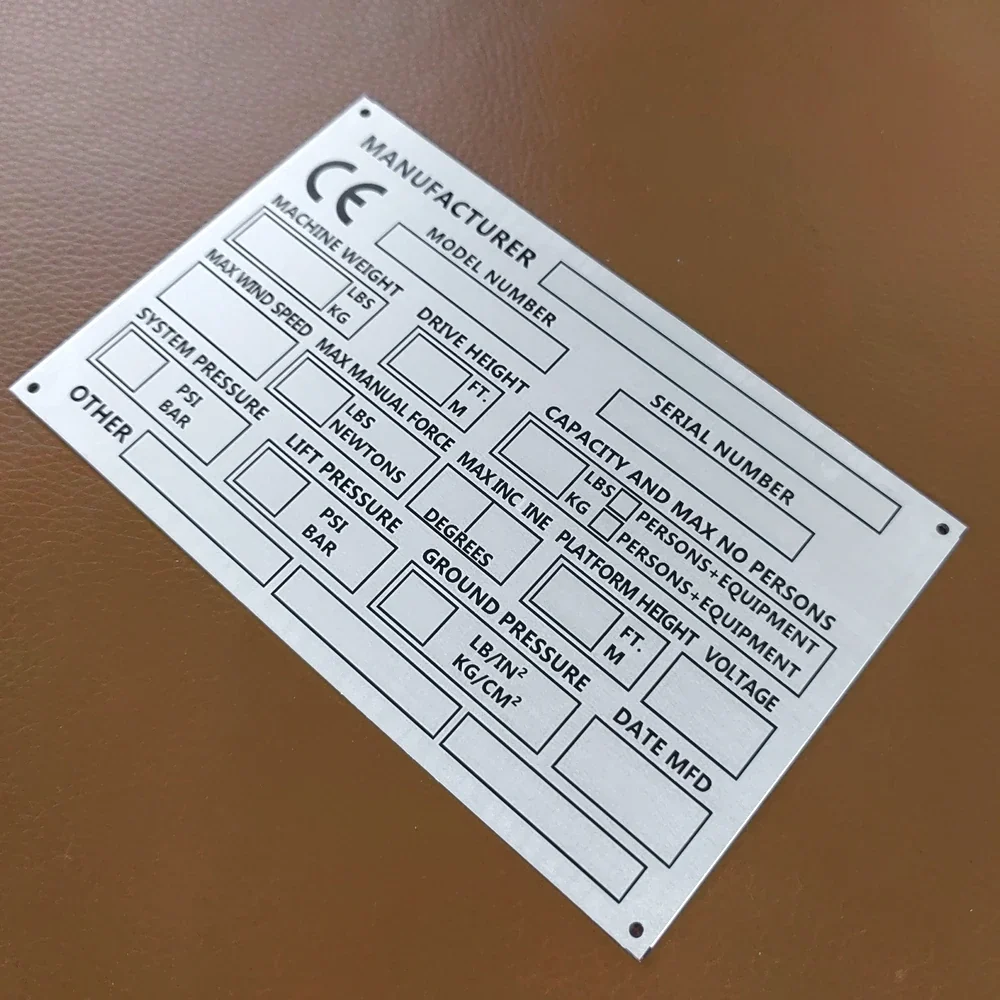 MANUFACTURER
CE
MODEL NUMBER
SERIAL NUMBER
MACHINE WEIGHT
LBS
KG
DRIVE HEIGHT
FT.
M
CAPACITY AND MAX NO PERSONS
LBS PERSONS+EQUIPMENT
KG PERSONS+EQUIPMENT
MAX WIND SPEED
MAX MANUAL FORCE
LBS
NEWTONS
MAX INC INE
DEGREES
PLATFORM HEIGHT
FT.
M
VOLTAGE
SYSTEM PRESSURE
PSI
BAR
LIFT PRESSURE
PSI
BAR
GROUND PRESSURE
LB/IN²
KG/CM²
DATE MFD
OTHER